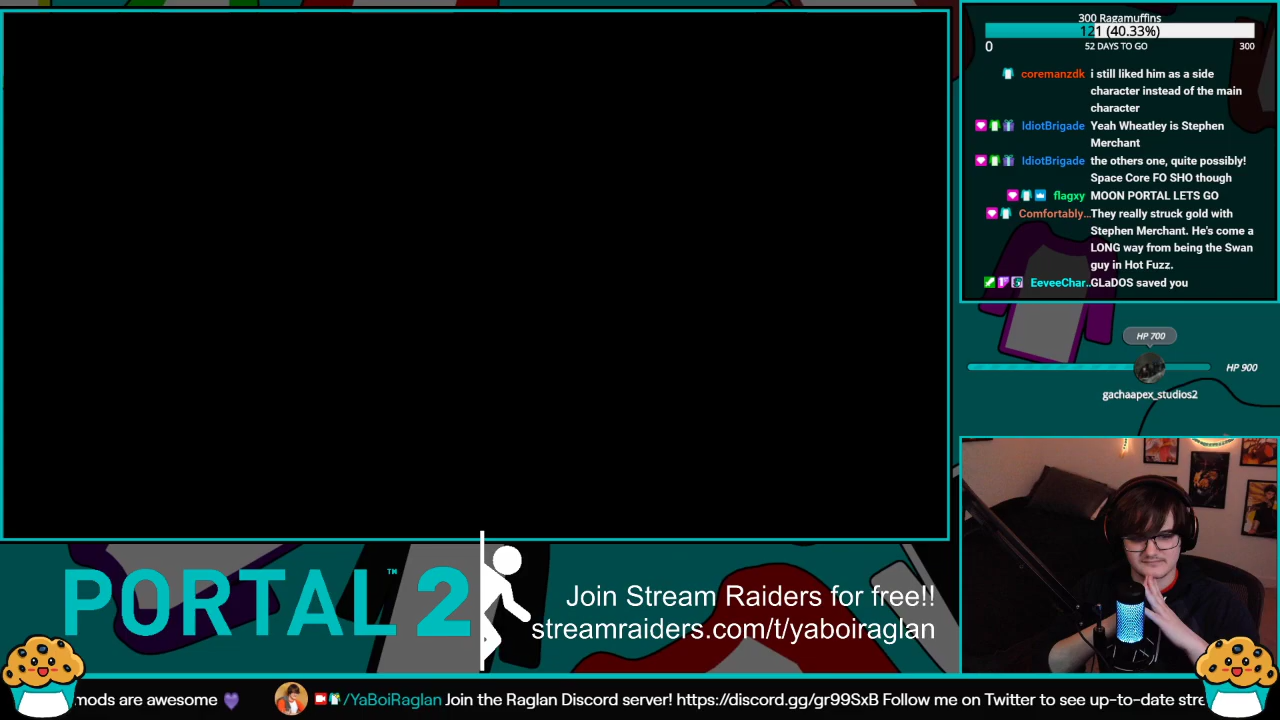 300 Ragamuffins
121 (40.33%)
0 52 DAYS TO GO 300
coremanzdk i still liked him as a side
character instead of the main
character
IdiotBrigade Yeah Wheatley is Stephen
Merchant
IdiotBrigade the others one, quite possibly!
Space Core FO SHO though
flagxy MOON PORTAL LETS GO
Comfortably... They really struck gold with
Stephen Merchant. He's come a
LONG way from being the Swan
guy in Hot Fuzz.
EeveeChar.. GLaDOS saved you
HP 700
HP 900
gachaapex_studios2
PORTAL 2 ™
Join Stream Raiders for free!!
streamraiders.com/t/yaboiraglan
mods are awesome 💜 /YaBoiRaglan Join the Raglan Discord server! https://discord.gg/gr99SxB Follow me on Twitter to see up-to-date stre